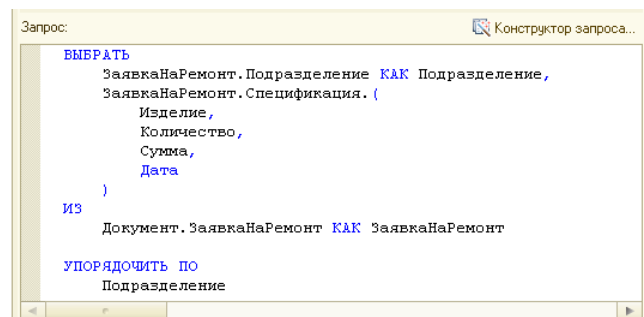 Запрос:
Конструктор запроса...
ВЫБРАТЬ
ЗаявкаНаРемонт.Подразделение КАК Подразделение,
ЗаявкаНаРемонт.Спецификация.(
Изделие,
Количество,
Сумма,
Дата
)
ИЗ
Документ.ЗаявкаНаРемонт КАК ЗаявкаНаРемонт
УПОРЯДОЧИТЬ ПО
Подразделение